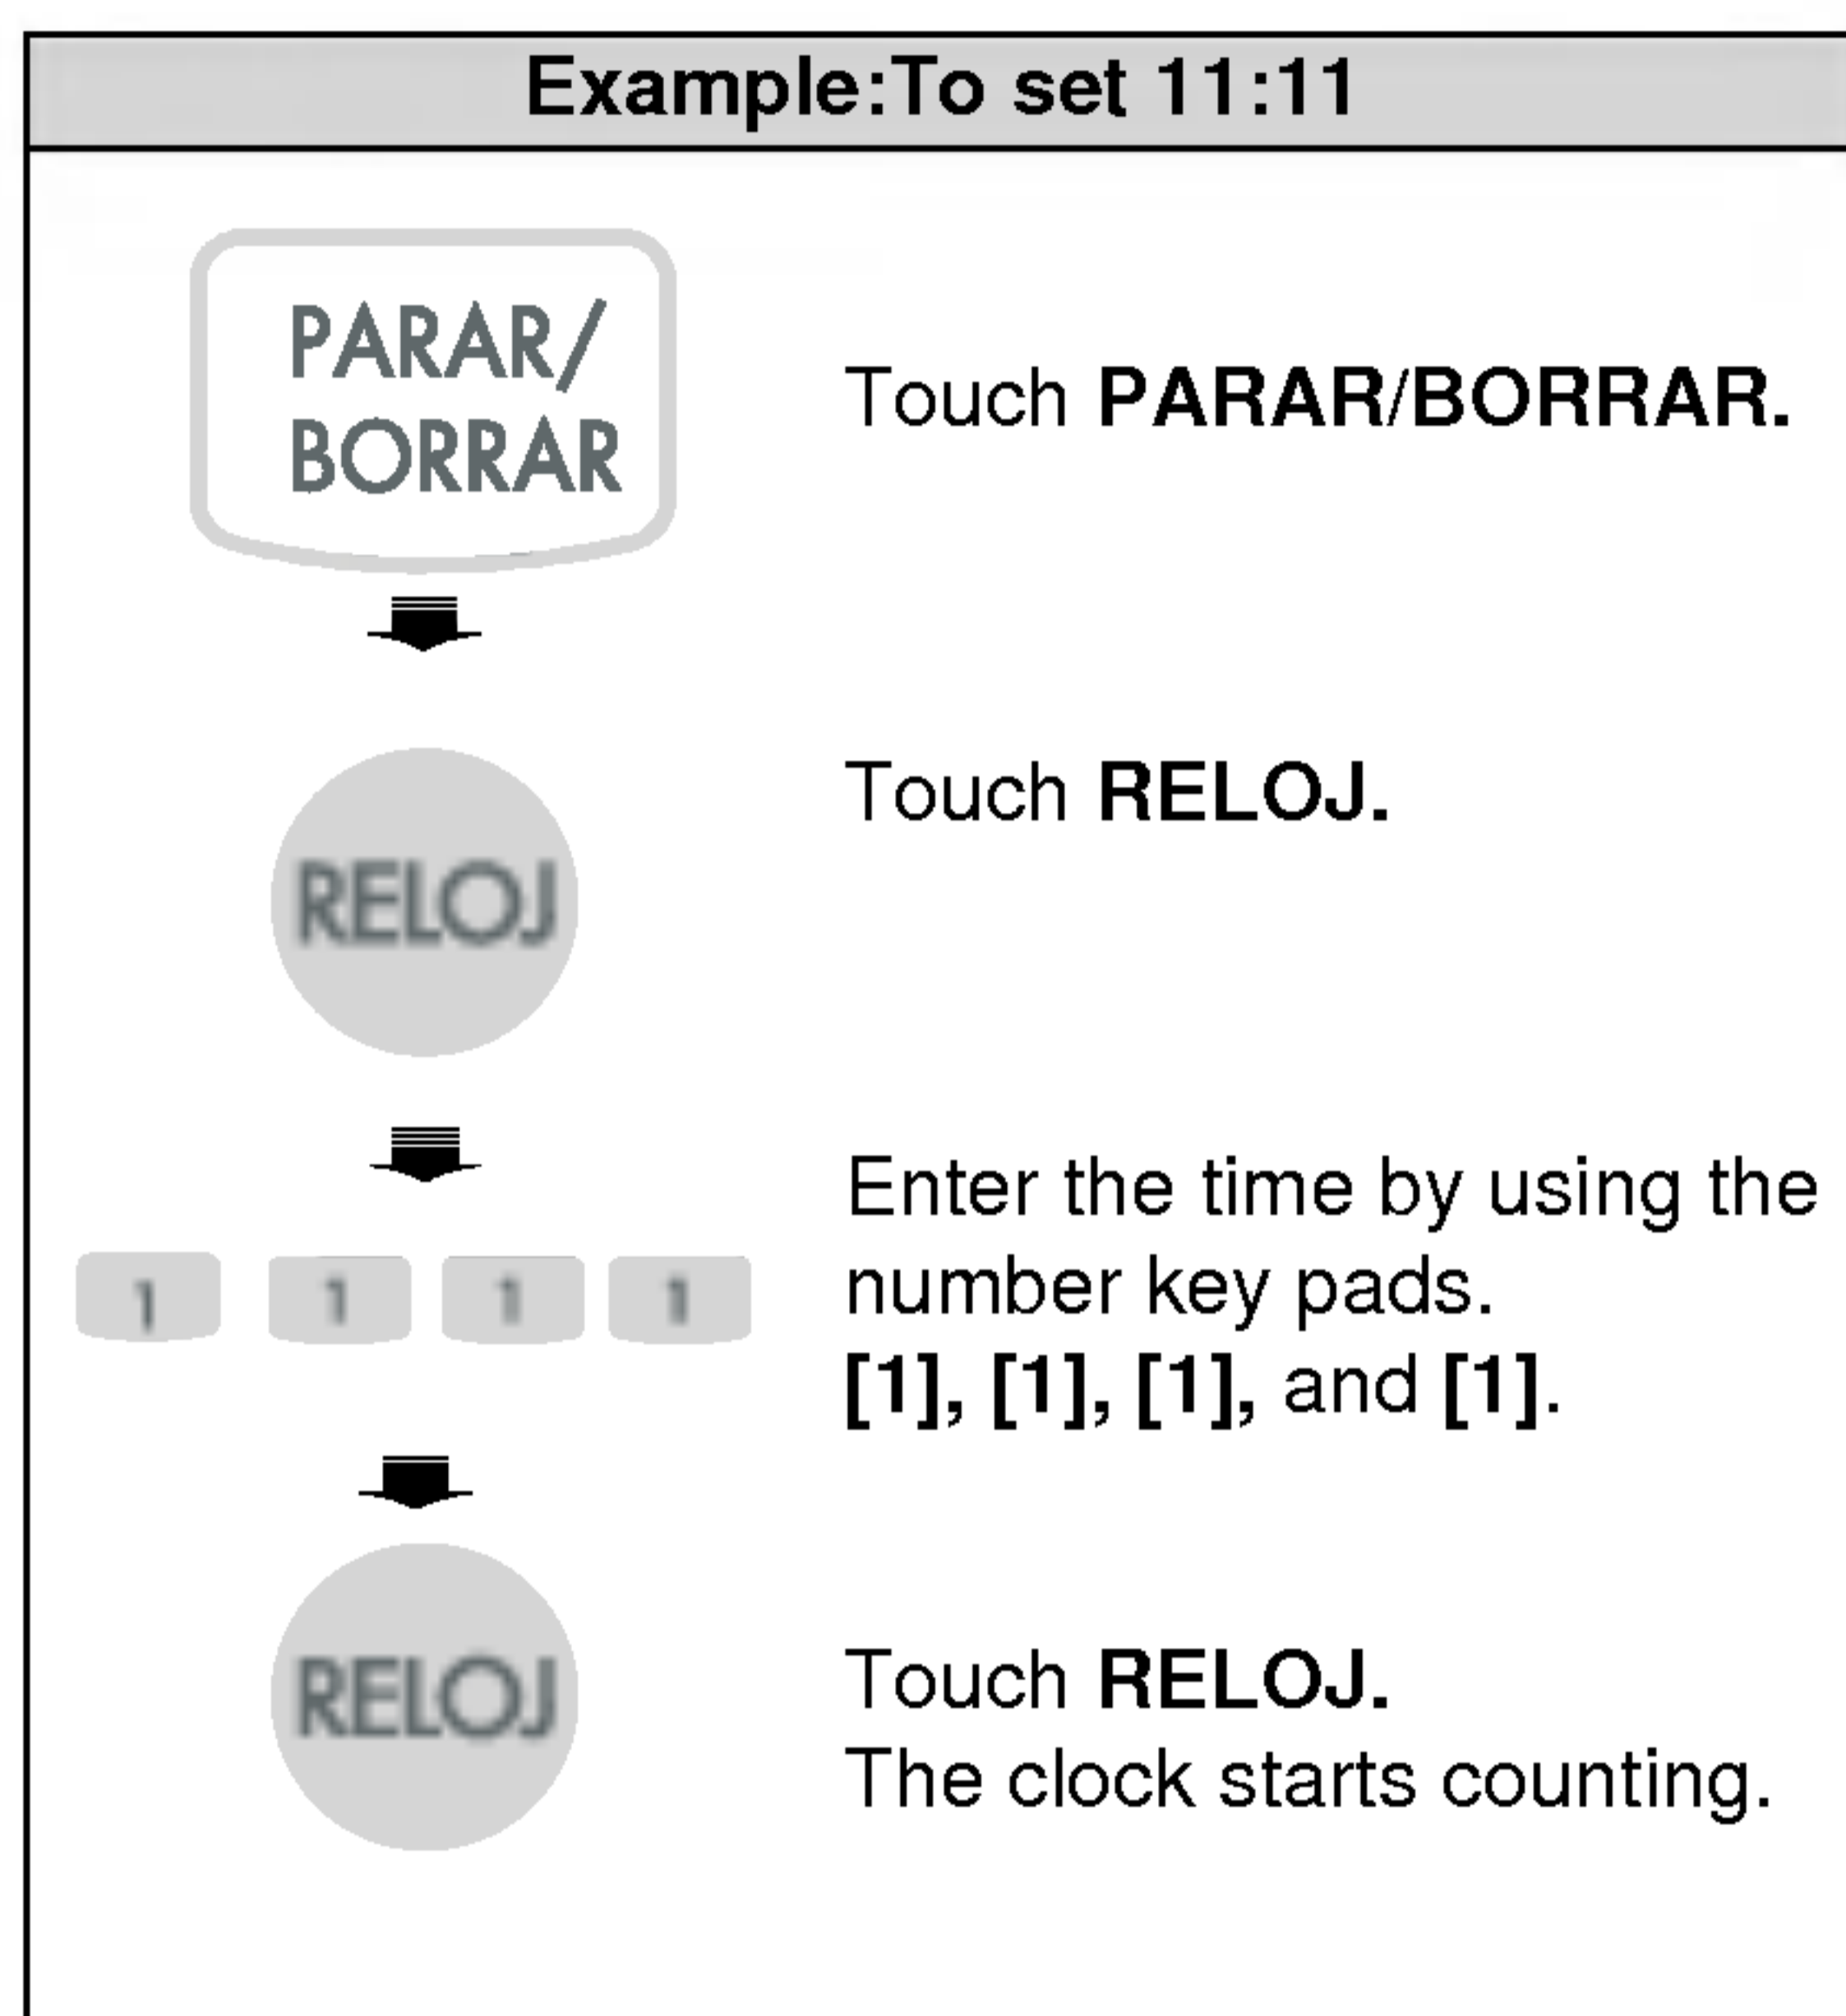 Example:To set 11:11
PARAR/
BORRAR
Touch PARAR/BORRAR.
RELOJ
Touch RELOJ.
1 1 1 1
Enter the time by using the
number key pads.
[1], [1], [1], and [1].
RELOJ
Touch RELOJ.
The clock starts counting.